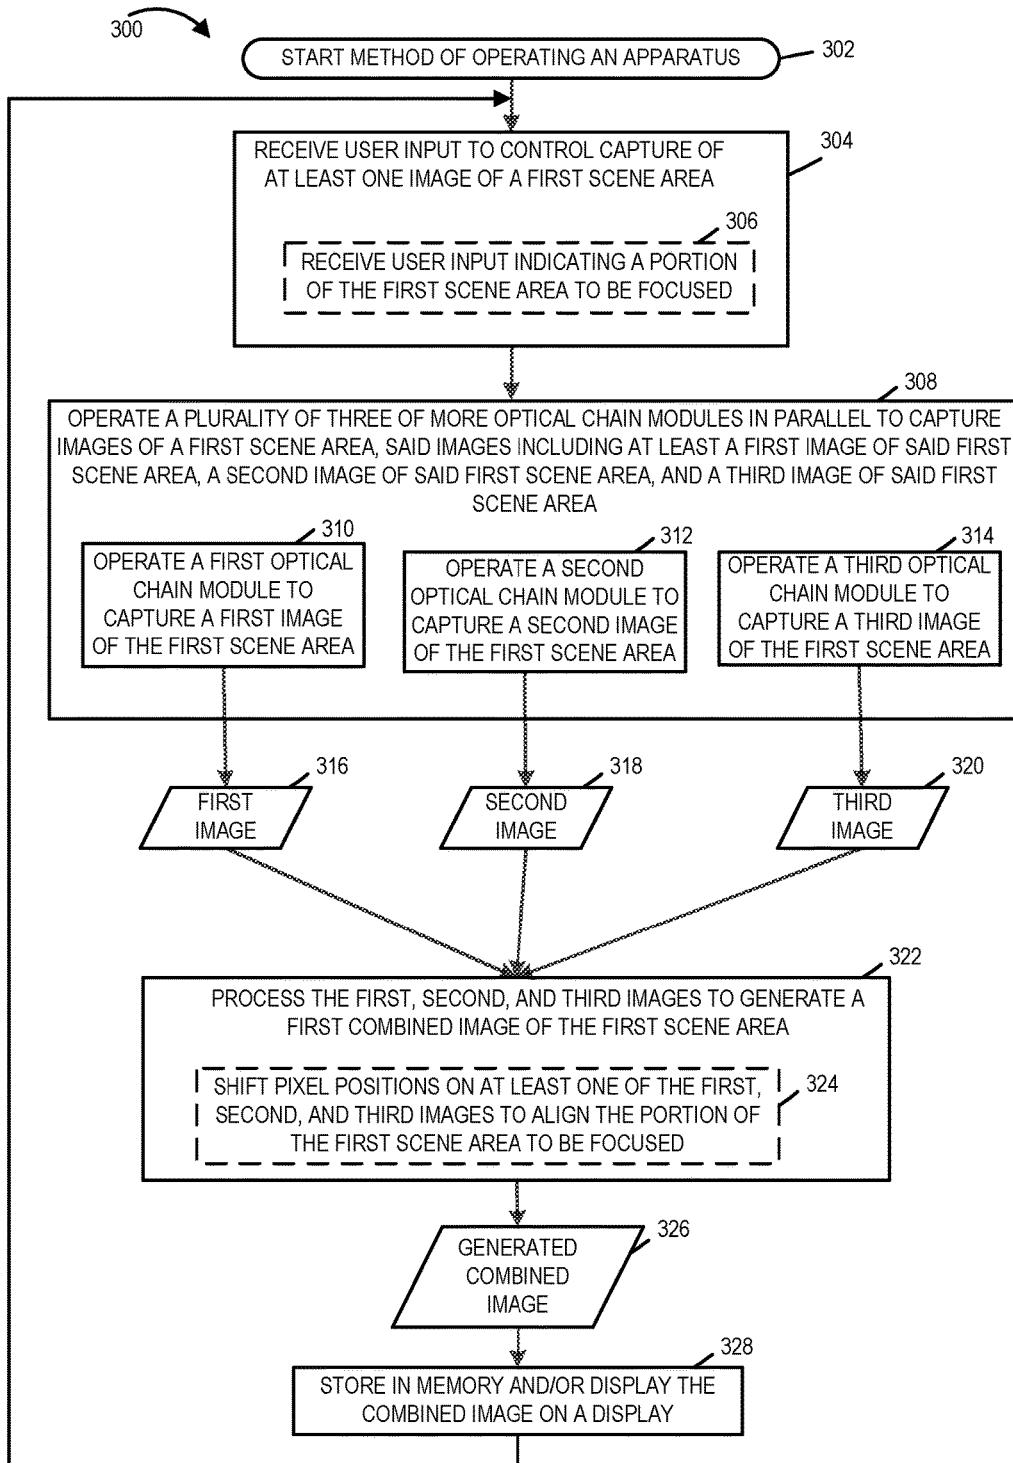 300
START METHOD OF OPERATING AN APPARATUS
302
304
RECEIVE USER INPUT TO CONTROL CAPTURE OF
AT LEAST ONE IMAGE OF A FIRST SCENE AREA
306
RECEIVE USER INPUT INDICATING A PORTION
OF THE FIRST SCENE AREA TO BE FOCUSED
308
OPERATE A PLURALITY OF THREE OF MORE OPTICAL CHAIN MODULES IN PARALLEL TO CAPTURE
IMAGES OF A FIRST SCENE AREA, SAID IMAGES INCLUDING AT LEAST A FIRST IMAGE OF SAID FIRST
SCENE AREA, A SECOND IMAGE OF SAID FIRST SCENE AREA, AND A THIRD IMAGE OF SAID FIRST
SCENE AREA
310
OPERATE A FIRST OPTICAL
CHAIN MODULE TO
CAPTURE A FIRST IMAGE
OF THE FIRST SCENE AREA
312
OPERATE A SECOND
OPTICAL CHAIN MODULE TO
CAPTURE A SECOND IMAGE
OF THE FIRST SCENE AREA
314
OPERATE A THIRD OPTICAL
CHAIN MODULE TO
CAPTURE A THIRD IMAGE
OF THE FIRST SCENE AREA
316
FIRST
IMAGE
318
SECOND
IMAGE
320
THIRD
IMAGE
322
PROCESS THE FIRST, SECOND, AND THIRD IMAGES TO GENERATE A
FIRST COMBINED IMAGE OF THE FIRST SCENE AREA
SHIFT PIXEL POSITIONS ON AT LEAST ONE OF THE FIRST,
SECOND, AND THIRD IMAGES TO ALIGN THE PORTION OF
THE FIRST SCENE AREA TO BE FOCUSED
324
GENERATED
COMBINED
IMAGE
326
328
STORE IN MEMORY AND/OR DISPLAY THE
COMBINED IMAGE ON A DISPLAY